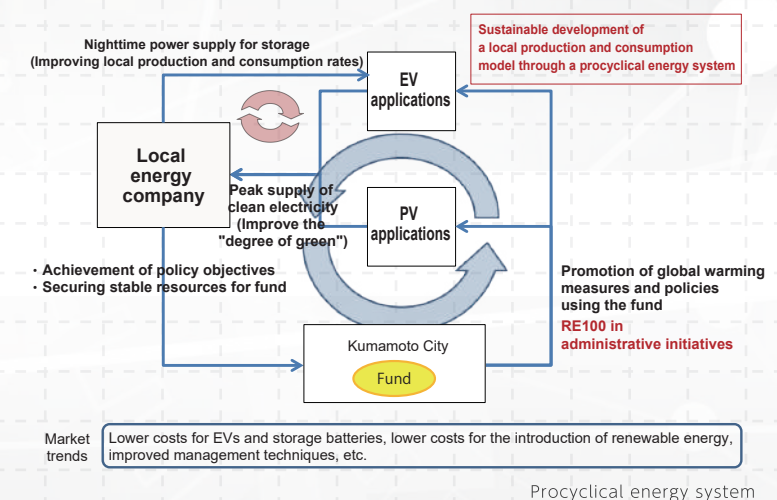 Sustainable development of
a local production and consumption
model through a procyclical energy system
Nighttime power supply for storage
(Improving local production and consumption rates)
EV
applications
Local
energy
company
Peak supply of
clean electricity
(Improve the
"degree of green")
PV
applications
・Achievement of policy objectives
・Securing stable resources for fund
Promotion of global warming
measures and policies
using the fund
RE100 in
administrative initiatives
Kumamoto City
Fund
Market
trends
Lower costs for EVs and storage batteries, lower costs for the introduction of renewable energy,
improved management techniques, etc.
Procyclical energy system